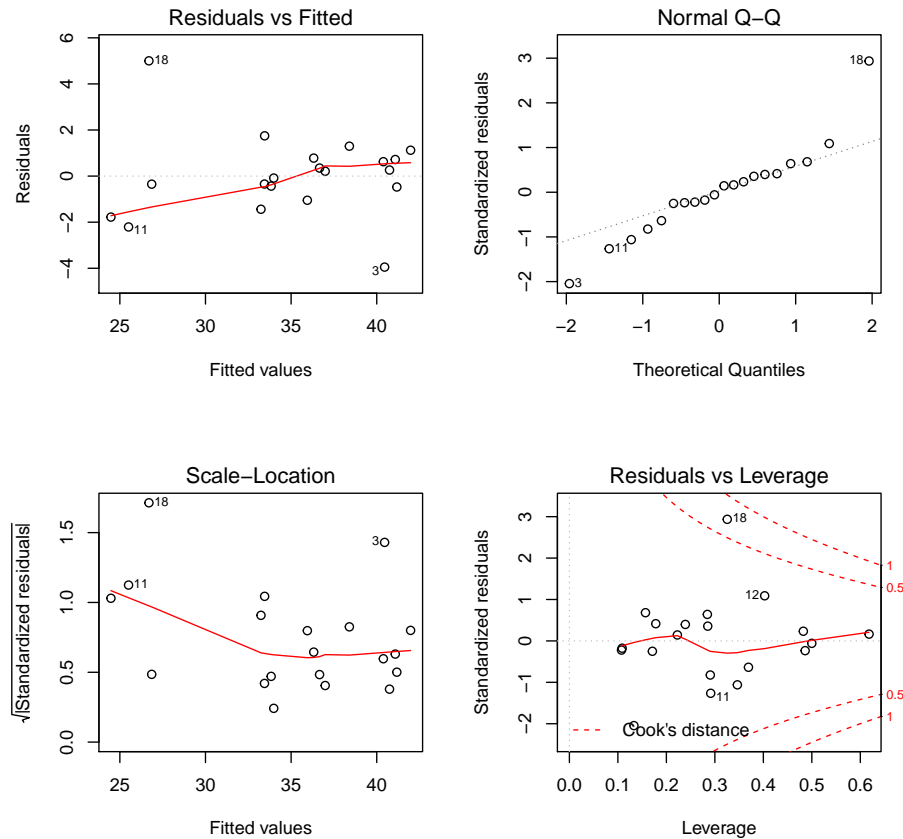 Residuals vs Fitted
Residuals
6
4
2
0
−2
−4
18
11
3
25 30 35 40
Fitted values
Normal Q−Q
Standardized residuals
3
2
1
0
−1
−2
18
11
3
−2 −1 0 1 2
Theoretical Quantiles
Scale−Location
√|Standardized residuals|
1.5
1.0
0.5
0.0
18
3
11
25 30 35 40
Fitted values
Residuals vs Leverage
Standardized residuals
3
2
1
0
−1
−2
18
12
11
1
0.5
0.5
1
Cook's distance
0.0 0.1 0.2 0.3 0.4 0.5 0.6
Leverage